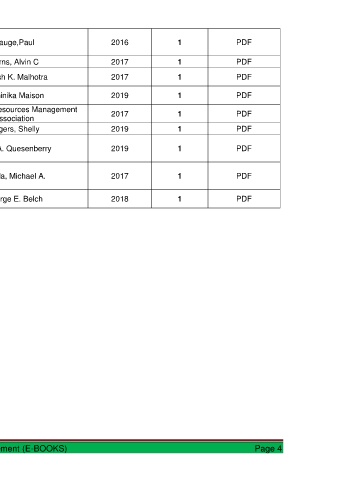 auge,Paul 2016 1 PDF
rns, Alvin C 2017 1 PDF
sh K. Malhotra 2017 1 PDF
inika Maison 2019 1 PDF
esources Management
ssociation 2017 1 PDF
gers, Shelly 2019 1 PDF
A. Quesenberry 2019 1 PDF
a, Michael A. 2017 1 PDF
rge E. Belch 2018 1 PDF
ment (E-BOOKS) Page 4